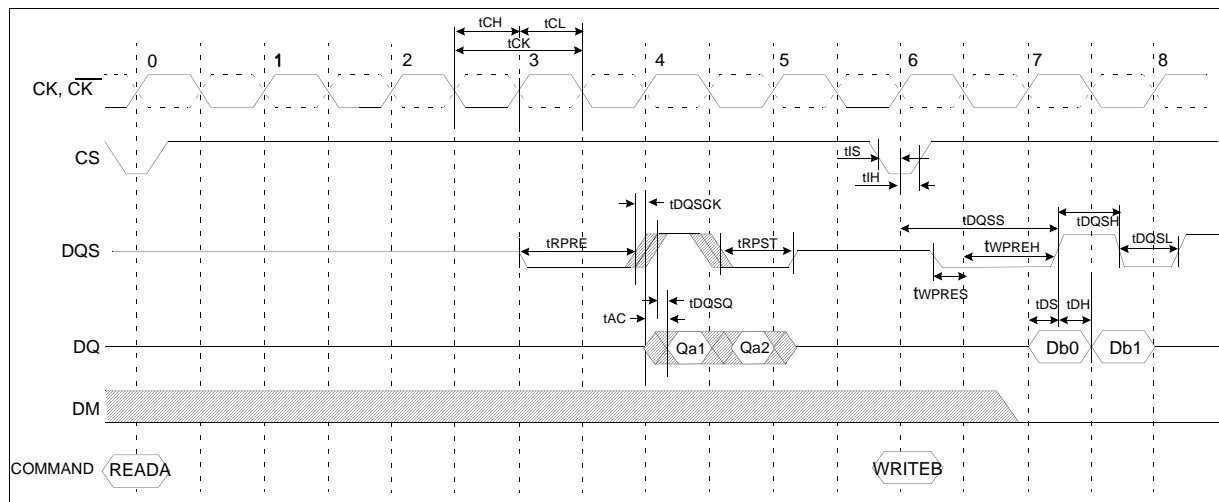 tCH tCL
tCK
0 1 2 3 4 5 6 7 8
CK, CK
CS
tIS
tIH
tDQSCK
tDQSS tDQSH
tRPRE tRPST tWPREH tDQSL
DQS
tWPRES
tDQSQ
tDS tDH
tAC
DQ Qa1 Qa2 Db0 Db1
DM
COMMAND READA WRITEB